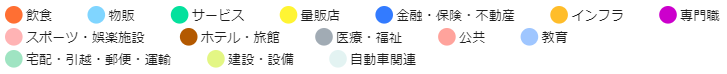 飲食 物販 サービス 量販店 金融・保険・不動産 インフラ 専門職
スポーツ・娯楽施設 ホテル・旅館 医療・福祉 公共 教育
宅配・引越・郵便・運輸 建設・設備 自動車関連